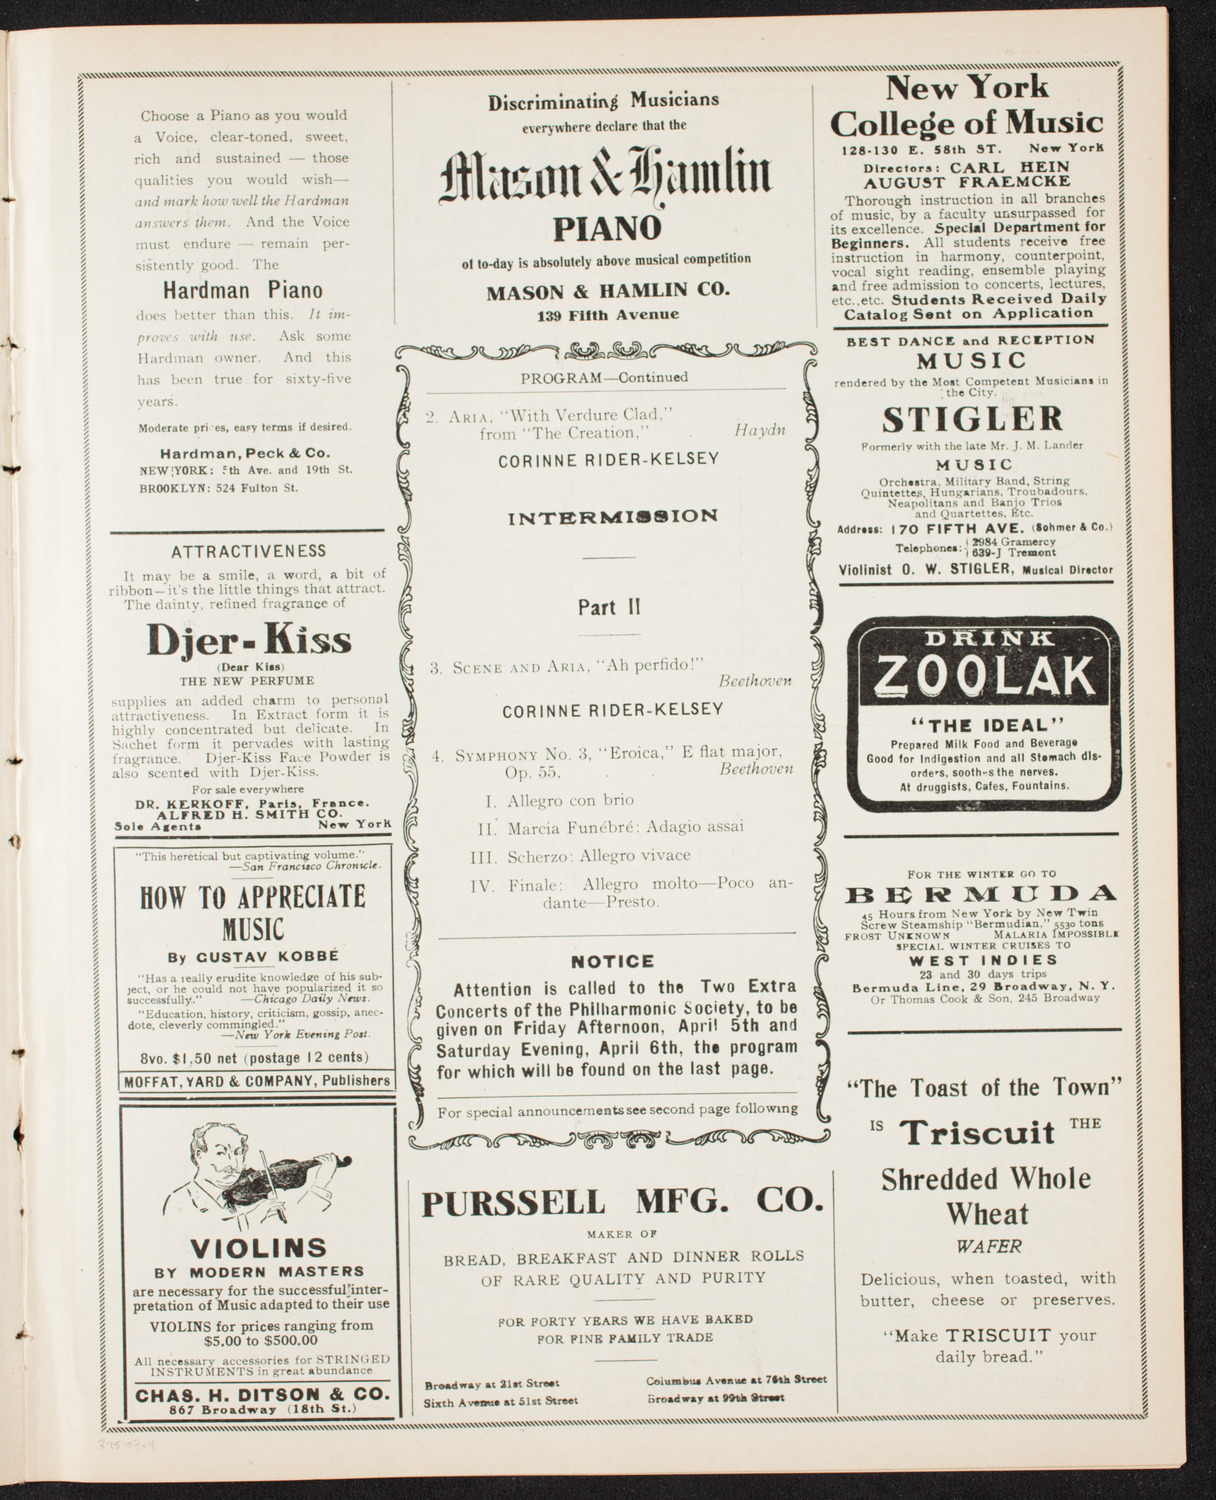 Choose a Piano as you would
a Voice, clear-toned, sweet,
rich and sustained — those
qualities you would wish—
and mark how well the Hardman
answers them. And the Voice
must endure — remain per-
sistently good. The
Hardman Piano
does better than this. It im-
proves with use. Ask some
Hardman owner. And this
has been true for sixty-five
years.
Moderate prices, easy terms if desired.
Hardman, Peck & Co.
NEW YORK: 5th Ave. and 19th St.
BROOKLYN: 524 Fulton St.
ATTRACTIVENESS
It may be a smile, a word, a bit of
ribbon—it's the little things that attract.
The dainty, refined fragrance of
Djer-Kiss
(Dear Kiss)
THE NEW PERFUME
supplies an added charm to personal
attractiveness. In Extract form it is
highly concentrated but delicate. In
Sachet form it pervades with lasting
fragrance. Djer-Kiss Face Powder is
also scented with Djer-Kiss.
For sale everywhere
DR. KERKOFF, Paris, France.
ALFRED H. SMITH CO.
Sole Agents New York
"This heretical but captivating volume."
—San Francisco Chronicle.
HOW TO APPRECIATE
MUSIC
By GUSTAV KOBBÉ
"Has a really erudite knowledge of his sub-
ject, or he could not have popularized it so
successfully." —Chicago Daily News.
"Education, history, criticism, gossip, anec-
dote, cleverly commingled."
—New York Evening Post.
8vo. $1.50 net (postage 12 cents)
MOFFAT, YARD & COMPANY, Publishers
VIOLINS
BY MODERN MASTERS
are necessary for the successful inter-
pretation of Music adapted to their use
VIOLINS for prices ranging from
$5.00 to $500.00
All necessary accessories for STRINGED
INSTRUMENTS in great abundance
CHAS. H. DITSON & CO.
867 Broadway (18th St.)
Discriminating Musicians
everywhere declare that the
Mason & Hamlin
PIANO
of to-day is absolutely above musical competition
MASON & HAMLIN CO.
139 Fifth Avenue
PROGRAM—Continued
2. ARIA, "With Verdure Clad,"
from "The Creation," . Haydn
CORINNE RIDER-KELSEY
INTERMISSION
Part II
3. SCENE AND ARIA, "Ah perfido!"
Beethoven
CORINNE RIDER-KELSEY
4. SYMPHONY No. 3, "Eroica," E flat major,
Op. 55, . . Beethoven
I. Allegro con brio
II. Marcia Funébré: Adagio assai
III. Scherzo: Allegro vivace
IV. Finale: Allegro molto—Poco an-
dante—Presto.
NOTICE
Attention is called to the Two Extra
Concerts of the Philharmonic Society, to be
given on Friday Afternoon, April 5th and
Saturday Evening, April 6th, the program
for which will be found on the last page.
For special announcements see second page following
PURSSELL MFG. CO.
MAKER OF
BREAD, BREAKFAST AND DINNER ROLLS
OF RARE QUALITY AND PURITY
FOR FORTY YEARS WE HAVE BAKED
FOR FINE FAMILY TRADE
Broadway at 21st Street Columbus Avenue at 76th Street
Sixth Avenue at 51st Street Broadway at 99th Street
New York
College of Music
128-130 E. 58th ST. New York
Directors: CARL HEIN
AUGUST FRAEMCKE
Thorough instruction in all branches
of music, by a faculty unsurpassed for
its excellence. Special Department for
Beginners. All students receive free
instruction in harmony, counterpoint,
vocal sight reading, ensemble playing
and free admission to concerts, lectures,
etc., etc. Students Received Daily
Catalog Sent on Application
BEST DANCE and RECEPTION
MUSIC
rendered by the Most Competent Musicians in
the City.
STIGLER
Formerly with the late Mr. J. M. Lander
MUSIC
Orchestra, Military Band, String
Quintettes, Hungarians, Troubadours,
Neapolitans and Banjo Trios
and Quartettes, Etc.
Address: 170 FIFTH AVE. (Sohmer & Co.)
Telephones: { 2984 Gramercy
639-J Tremont
Violinist O. W. STIGLER, Musical Director
DRINK
ZOOLAK
"THE IDEAL"
Prepared Milk Food and Beverage
Good for Indigestion and all Stomach dis-
orders, soothes the nerves.
At druggists, Cafes, Fountains.
FOR THE WINTER GO TO
BERMUDA
45 Hours from New York by New Twin
Screw Steamship "Bermudian," 5530 tons
FROST UNKNOWN MALARIA IMPOSSIBLE
SPECIAL WINTER CRUISES TO
WEST INDIES
23 and 30 days trips
Bermuda Line, 29 Broadway, N. Y.
Or Thomas Cook & Son, 245 Broadway
"The Toast of the Town"
IS Triscuit THE
Shredded Whole
Wheat
WAFER
Delicious, when toasted, with
butter, cheese or preserves.
"Make TRISCUIT your
daily bread."